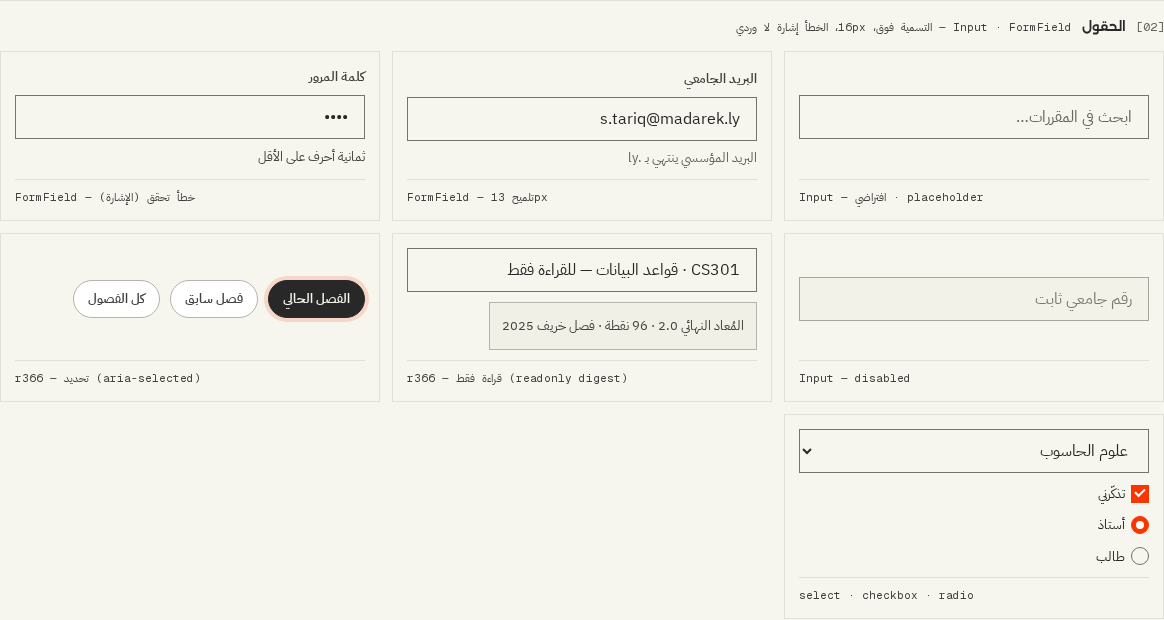 [02] الحقول Input · FormField — التسمية فوق، 16px، الخطأ إشارة لا وردي
ابحث في المقررات...
Input — افتراضي · placeholder
البريد الجامعي
s.tariq@madarek.ly
البريد المؤسسي ينتهي بـ .ly
FormField — تلميح 13px
كلمة المرور
••••
ثمانية أحرف على الأقل
FormField — خطأ تحقق (الإشارة)
رقم جامعي ثابت
Input — disabled
CS301 · قواعد البيانات — للقراءة فقط
المُعاد النهائي 2.0 · 96 نقطة · فصل خريف 2025
r366 — قراءة فقط (readonly digest)
الفصل الحالي
فصل سابق
كل الفصول
r366 — تحديد (aria-selected)
علوم الحاسوب
تذكّرني
أستاذ
طالب
select · checkbox · radio